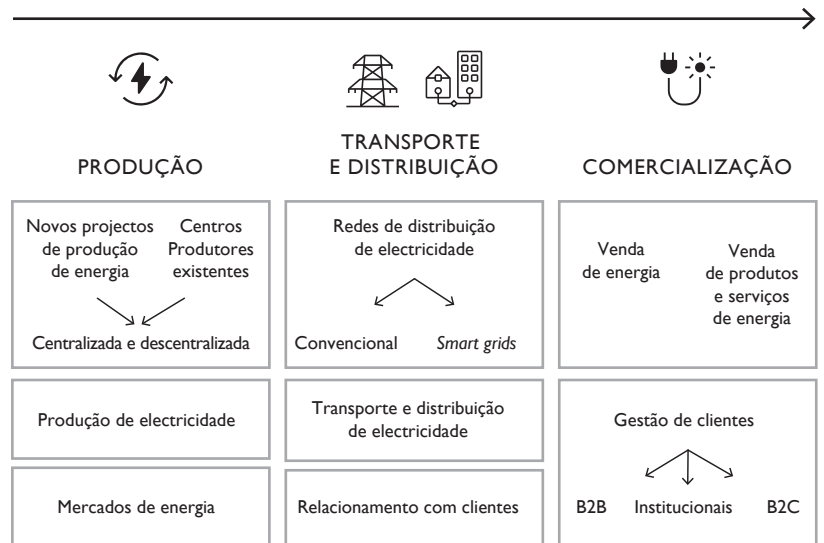 PRODUÇÃO
TRANSPORTE
E DISTRIBUIÇÃO
COMERCIALIZAÇÃO
Novos projectos
de produção
de energia
Centros
Produtores
existentes
Centralizada e descentralizada
Produção de electricidade
Mercados de energia
Redes de distribuição
de electricidade
Convencional
Smart grids
Transporte e distribuição
de electricidade
Relacionamento com clientes
Venda
de energia
Venda
de produtos
e serviços
de energia
Gestão de clientes
B2B
Institucionais
B2C